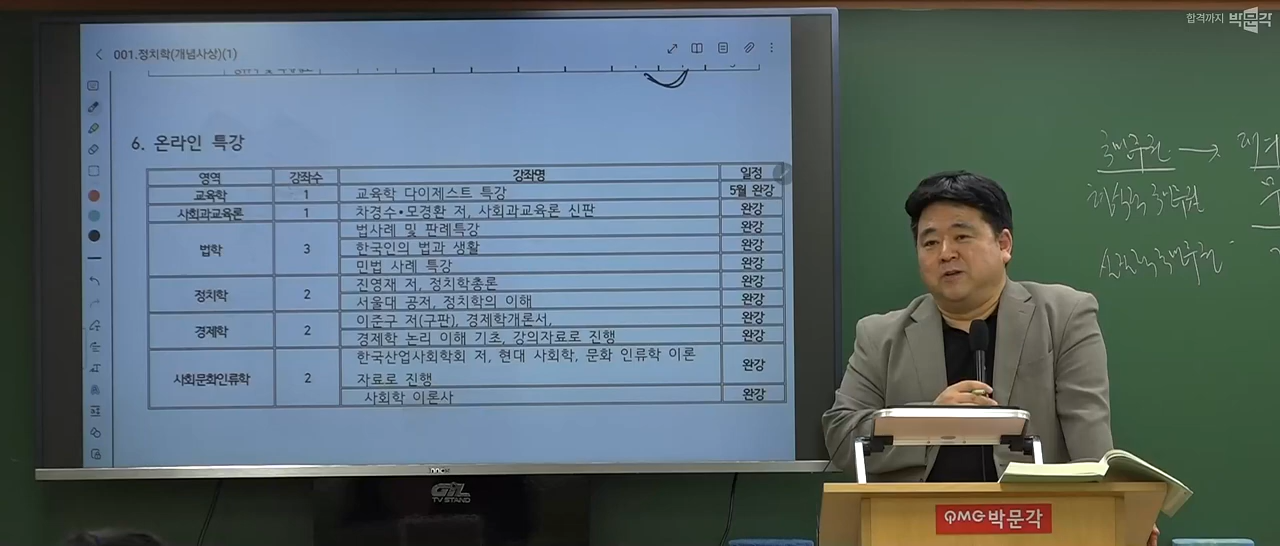 합격까지 박문각
001.정치학(개념사상)(1)
6. 온라인 특강
영역 강좌수 강좌명 일정
교육학 1 교육학 다이제스트 특강 5월 완강
사회과교육론 1 차경수•모경환 저, 사회과교육론 신판 완강
법학 3 법사례 및 판례특강 완강
한국인의 법과 생활 완강
민법 사례 특강 완강
정치학 2 진영재 저, 정치학총론 완강
서울대 공저, 정치학의 이해 완강
경제학 2 이준구 저(구판), 경제학개론서, 완강
경제학 논리 이해 기초, 강의자료로 진행 완강
사회문화인류학 2 한국산업사회학회 저, 현대 사회학, 문화 인류학 이론
자료로 진행 완강
사회학 이론사 완강
국민주권 →
GIL
TV STAND
PMG 박문각